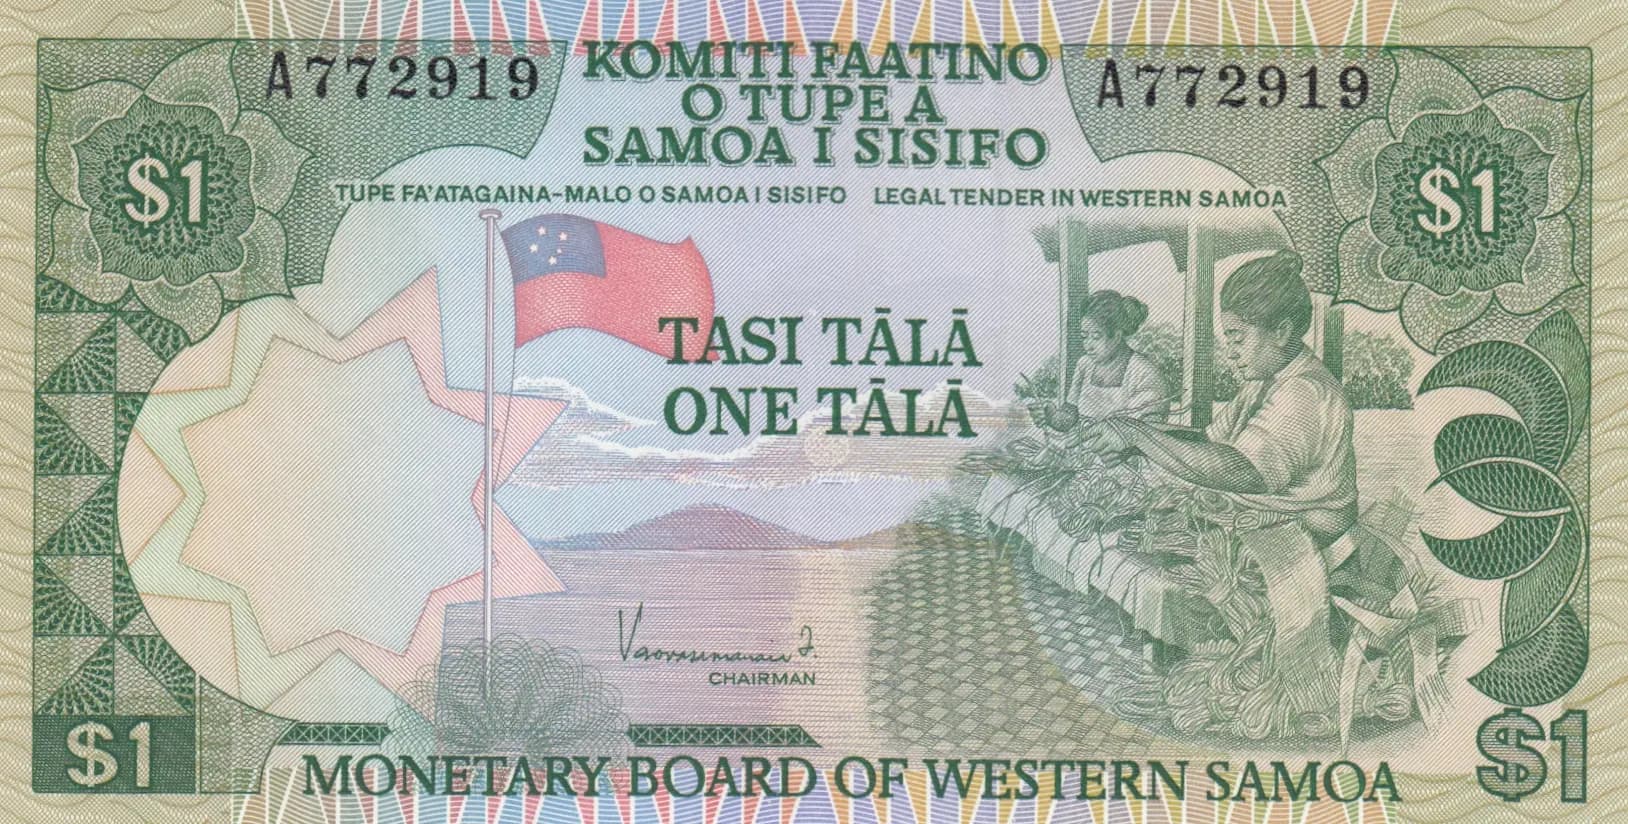 A772919
KOMITI FAATINO
O TUPE A
SAMOA I SISIFO
A772919
$1
$1
TUPE FA'ATAGAINA-MALO O SAMOA I SISIFO LEGAL TENDER IN WESTERN SAMOA
TASI TĀLĀ
ONE TĀLĀ
CHAIRMAN
$1
MONETARY BOARD OF WESTERN SAMOA
$1